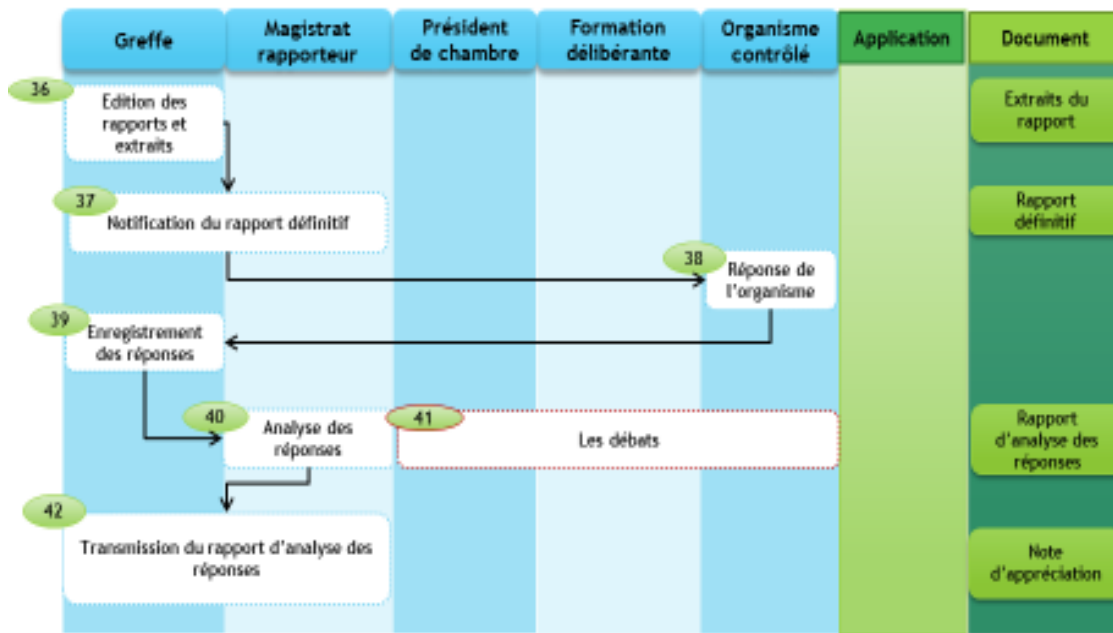 Greffe
Magistrat
rapporteur
Président
de chambre
Formation
délibérante
Organisme
contrôlé
Application
Document
36
Edition des
rapports et
extraits
Extraits du
rapport
37
Notification du rapport définitif
Rapport
définitif
38
Réponse de
l'organisme
39
Enregistrement
des réponses
40
Analyse des
réponses
41
Les débats
Rapport
d'analyse des
réponses
42
Transmission du rapport d'analyse des
réponses
Note
d'appréciation